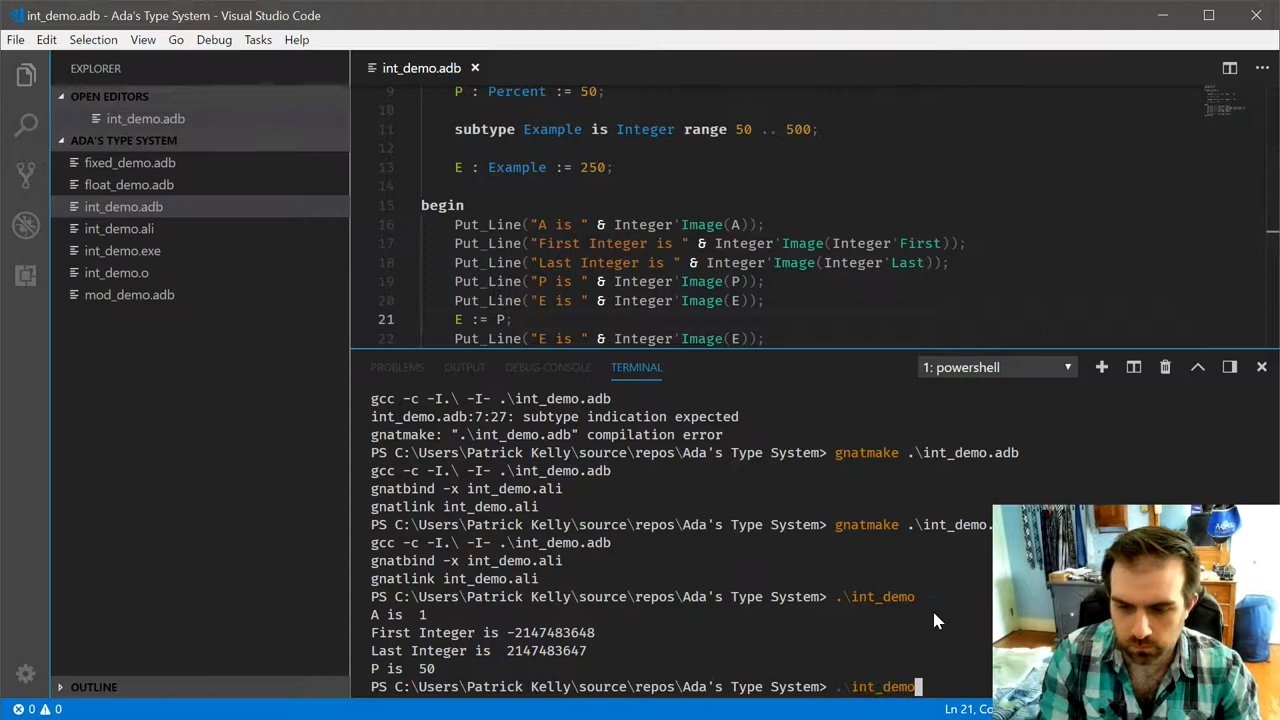 int_demo.adb - Ada's Type System - Visual Studio Code
File Edit Selection View Go Debug Tasks Help
EXPLORER
OPEN EDITORS
int_demo.adb
ADA'S TYPE SYSTEM
fixed_demo.adb
float_demo.adb
int_demo.adb
int_demo.ali
int_demo.exe
int_demo.o
mod_demo.adb
OUTLINE
int_demo.adb
9 P : Percent := 50;
10
11 subtype Example is Integer range 50 .. 500;
12
13 E : Example := 250;
14
15 begin
16 Put_Line("A is " & Integer'Image(A));
17 Put_Line("First Integer is " & Integer'Image(Integer'First));
18 Put_Line("Last Integer is " & Integer'Image(Integer'Last));
19 Put_Line("P is " & Integer'Image(P));
20 Put_Line("E is " & Integer'Image(E));
21 E := P;
22 Put_Line("E is " & Integer'Image(E));
PROBLEMS OUTPUT DEBUG CONSOLE TERMINAL 1: powershell
gcc -c -I.\ -I- .\int_demo.adb
int_demo.adb:7:27: subtype indication expected
gnatmake: ".\int_demo.adb" compilation error
PS C:\Users\Patrick Kelly\source\repos\Ada's Type System> gnatmake .\int_demo.adb
gcc -c -I.\ -I- .\int_demo.adb
gnatbind -x int_demo.ali
gnatlink int_demo.ali
PS C:\Users\Patrick Kelly\source\repos\Ada's Type System> gnatmake .\int_demo.
gcc -c -I.\ -I- .\int_demo.adb
gnatbind -x int_demo.ali
gnatlink int_demo.ali
PS C:\Users\Patrick Kelly\source\repos\Ada's Type System> .\int_demo
A is  1
First Integer is -2147483648
Last Integer is  2147483647
P is  50
PS C:\Users\Patrick Kelly\source\repos\Ada's Type System> .\int_demo
0 0
Ln 21,